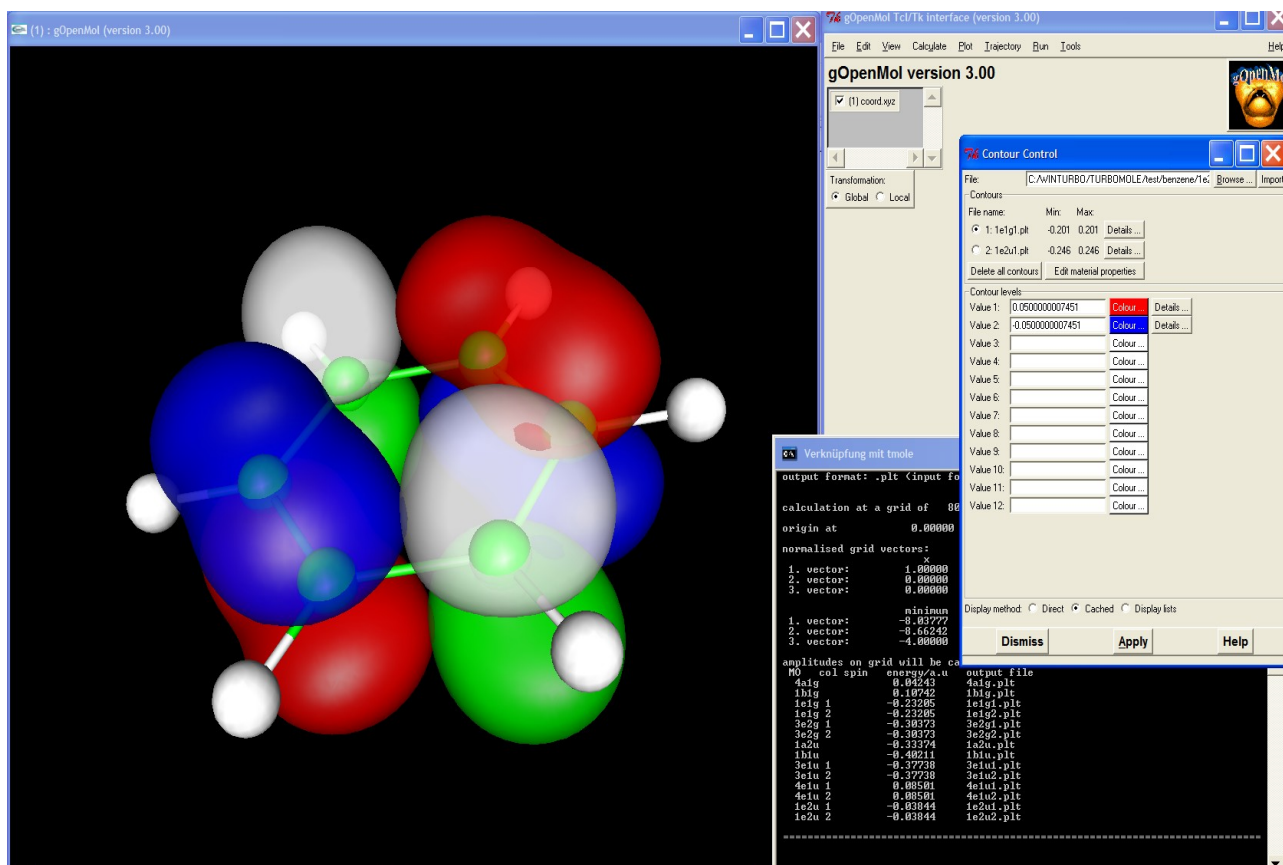 (1) : gOpenMol (version 3.00)
gOpenMol Tcl/Tk interface (version 3.00)
File Edit View Calculate Plot Trajectory Run Tools Help
gOpenMol version 3.00
gOpenMol
(1) coord.xyz
Transformation:
Global Local
Contour Control
File: C:/WINTURBO/TURBOMOLE/test/benzene/1e2 Browse ... Import
Contours
File name: Min: Max:
1: 1e1g1.plt -0.201 0.201 Details ...
2: 1e2u1.plt -0.246 0.246 Details ...
Delete all contours Edit material properties
Contour levels
Value 1: 0.0500000007451 Colour ... Details ...
Value 2: -0.0500000007451 Colour ... Details ...
Value 3: Colour ...
Value 4: Colour ...
Value 5: Colour ...
Value 6: Colour ...
Value 7: Colour ...
Value 8: Colour ...
Value 9: Colour ...
Value 10: Colour ...
Value 11: Colour ...
Value 12: Colour ...
Display method: Direct Cached Display lists
Dismiss Apply Help
Verknüpfung mit tmole
output format: .plt (input fo
calculation at a grid of 80
origin at 0.00000
normalised grid vectors:
x
1. vector: 1.00000
2. vector: 0.00000
3. vector: 0.00000
minimum
1. vector: -8.03777
2. vector: -8.66242
3. vector: -4.00000
amplitudes on grid will be ca
MO col spin energy/a.u output file
4a1g 0.04243 4a1g.plt
1b1g 0.10742 1b1g.plt
1e1g 1 -0.23205 1e1g1.plt
1e1g 2 -0.23205 1e1g2.plt
3e2g 1 -0.30373 3e2g1.plt
3e2g 2 -0.30373 3e2g2.plt
1a2u -0.33374 1a2u.plt
1b1u -0.40211 1b1u.plt
3e1u 1 -0.37738 3e1u1.plt
3e1u 2 -0.37738 3e1u2.plt
4e1u 1 0.08501 4e1u1.plt
4e1u 2 0.08501 4e1u2.plt
1e2u 1 -0.03844 1e2u1.plt
1e2u 2 -0.03844 1e2u2.plt